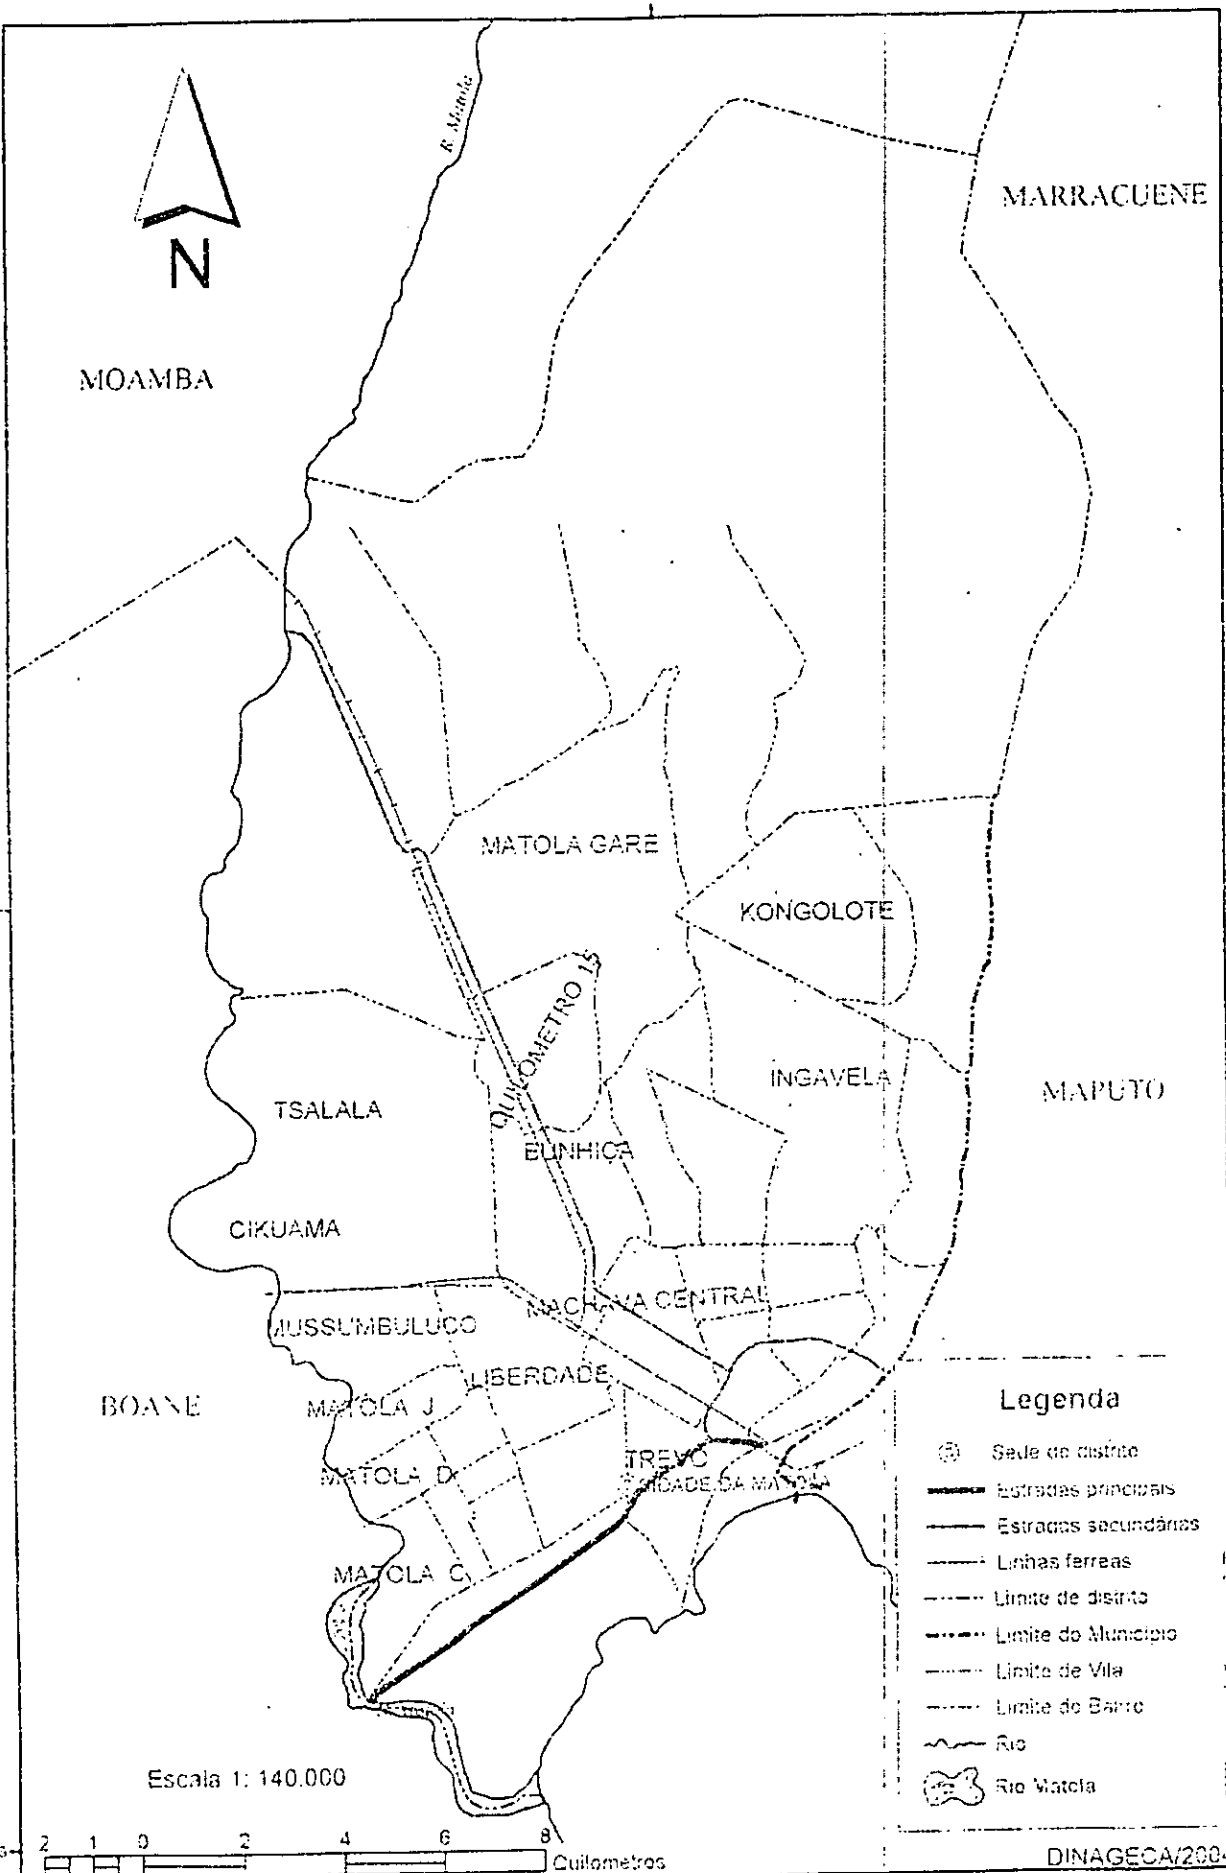 R. Matola
MARRACUENE
N
MOAMBA
MATOLA GARE
KONGOLOTE
QUILOMETRO 15
INGAVELA
MAPUTO
TSALALA
BUNHICA
CIKUAMA
MACHAVA CENTRAL
MUSSUMBULUCO
LIBERDADE
BOANE
MATOLA J
MATOLA D
TREVO
CIDADE DA MATOLA
MATOLA C
Legenda
Sede de distrito
Estradas principais
Estradas secundárias
Linhas ferreas
Limite de distrito
Limite do Município
Limite de Vila
Limite do Bairro
Rio
Rio Matola
Escala 1: 140.000
2 1 0 2 4 6 8
Quilometros
DINAGECA/200